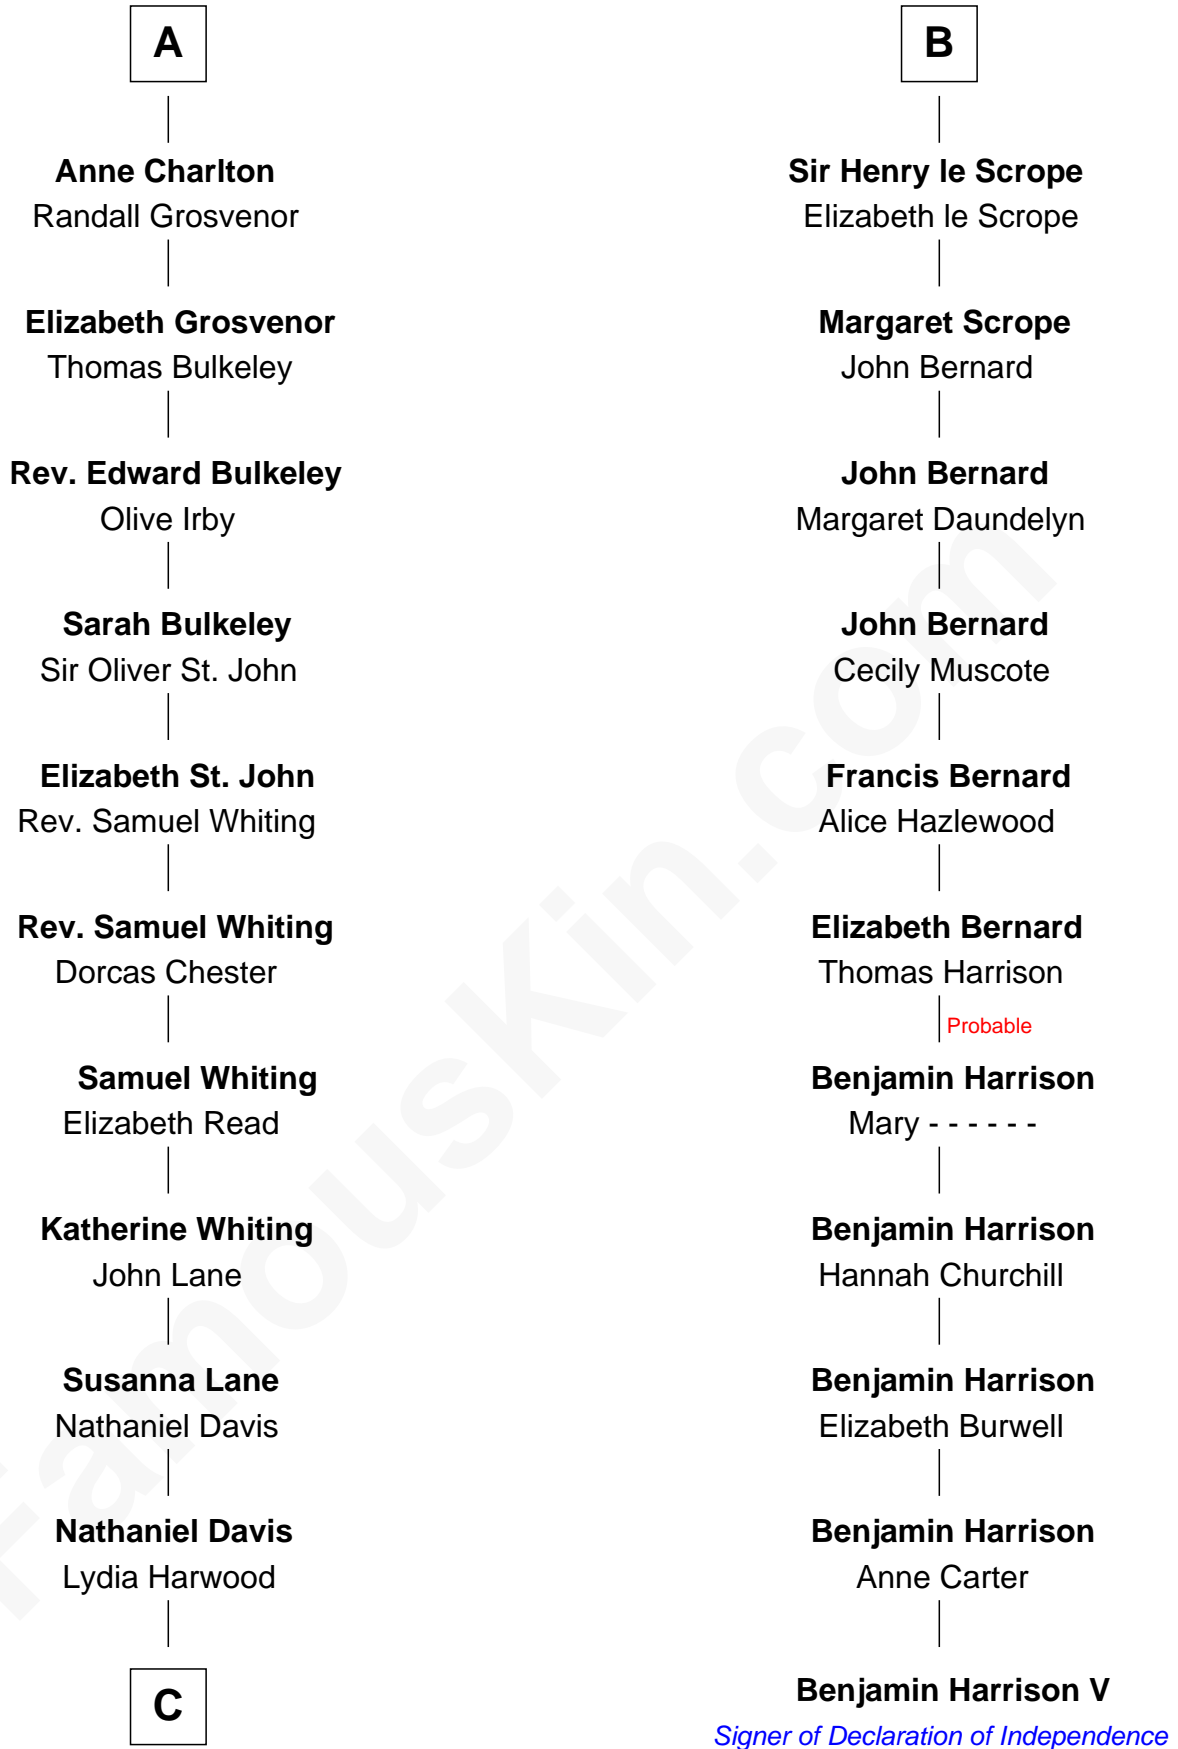 A
Anne Charlton
Randall Grosvenor
Elizabeth Grosvenor
Thomas Bulkeley
Rev. Edward Bulkeley
Olive Irby
Sarah Bulkeley
Sir Oliver St. John
Elizabeth St. John
Rev. Samuel Whiting
Rev. Samuel Whiting
Dorcas Chester
Samuel Whiting
Elizabeth Read
Katherine Whiting
John Lane
Susanna Lane
Nathaniel Davis
Nathaniel Davis
Lydia Harwood
C
B
Sir Henry le Scrope
Elizabeth le Scrope
Margaret Scrope
John Bernard
John Bernard
Margaret Daundelyn
John Bernard
Cecily Muscote
Francis Bernard
Alice Hazlewood
Elizabeth Bernard
Thomas Harrison
Probable
Benjamin Harrison
Mary - - - - - -
Benjamin Harrison
Hannah Churchill
Benjamin Harrison
Elizabeth Burwell
Benjamin Harrison
Anne Carter
Benjamin Harrison V
Signer of Declaration of Independence
FamousKin.com